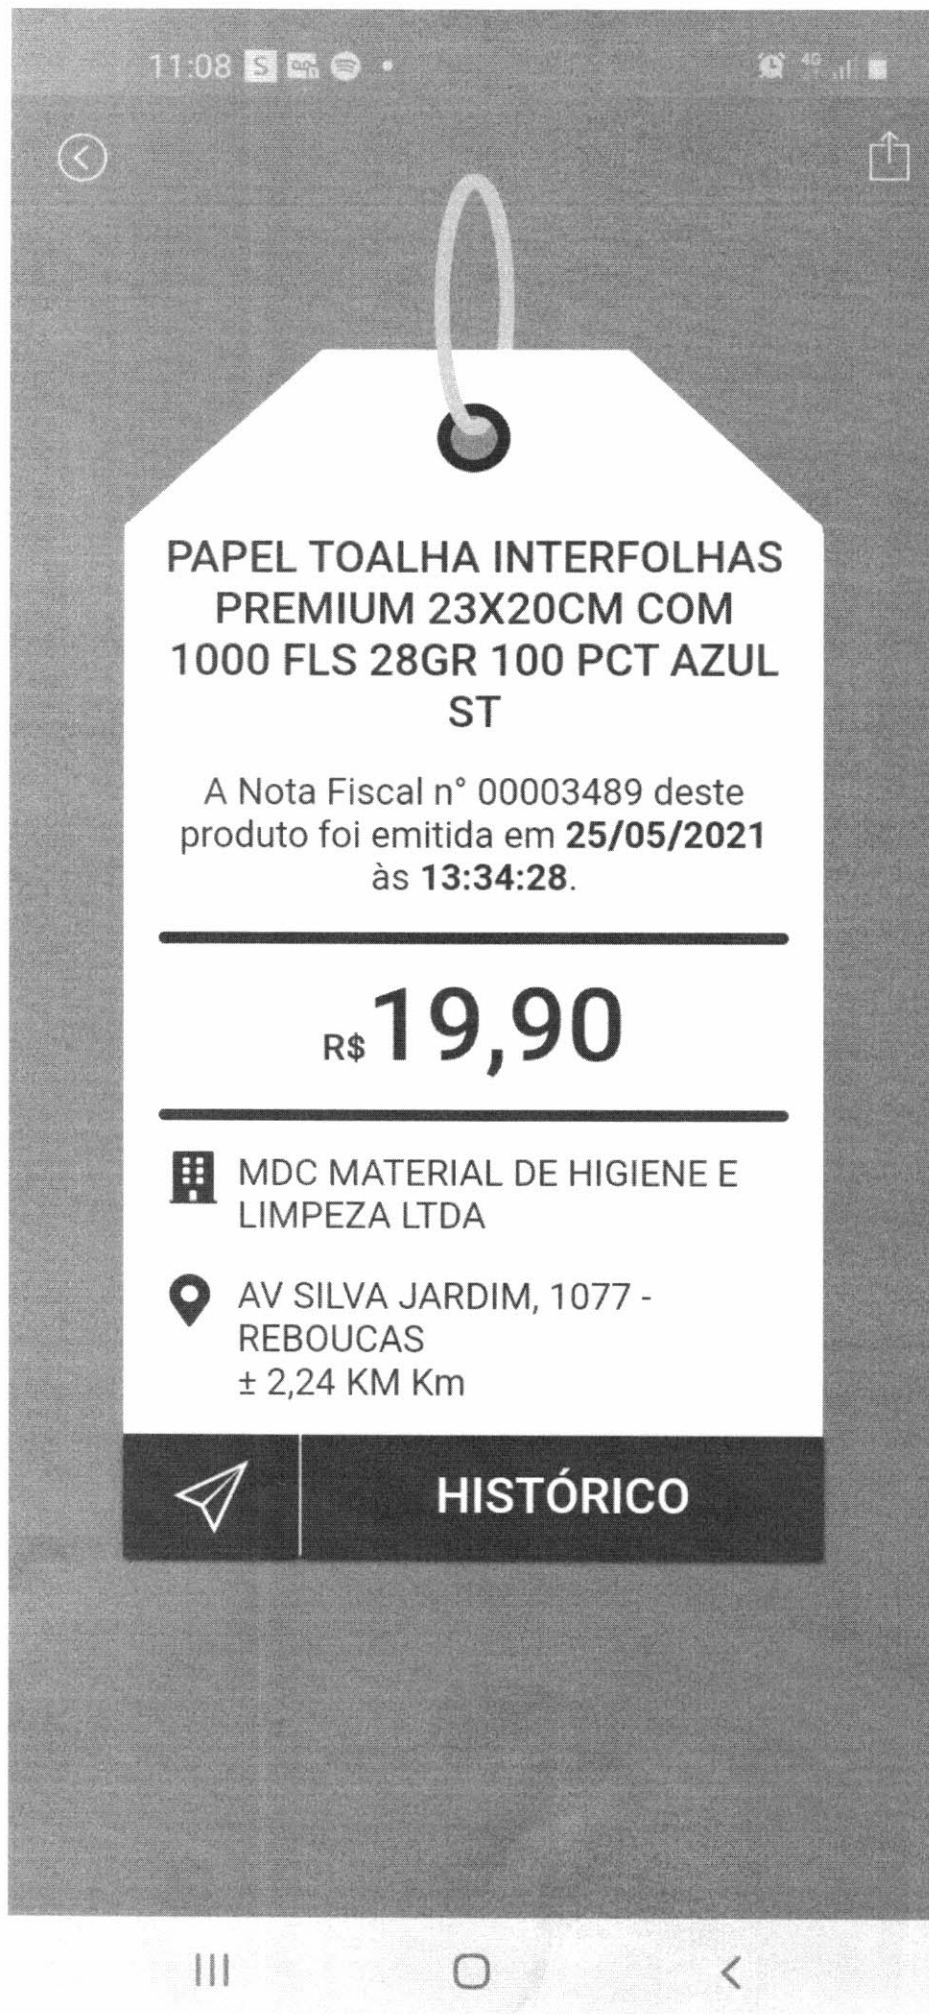 11:08
4G
PAPEL TOALHA INTERFOLHAS
PREMIUM 23X20CM COM
1000 FLS 28GR 100 PCT AZUL
ST
A Nota Fiscal n° 00003489 deste
produto foi emitida em 25/05/2021
às 13:34:28.
R$19,90
MDC MATERIAL DE HIGIENE E
LIMPEZA LTDA
AV SILVA JARDIM, 1077 -
REBOUCAS
± 2,24 KM Km
HISTÓRICO